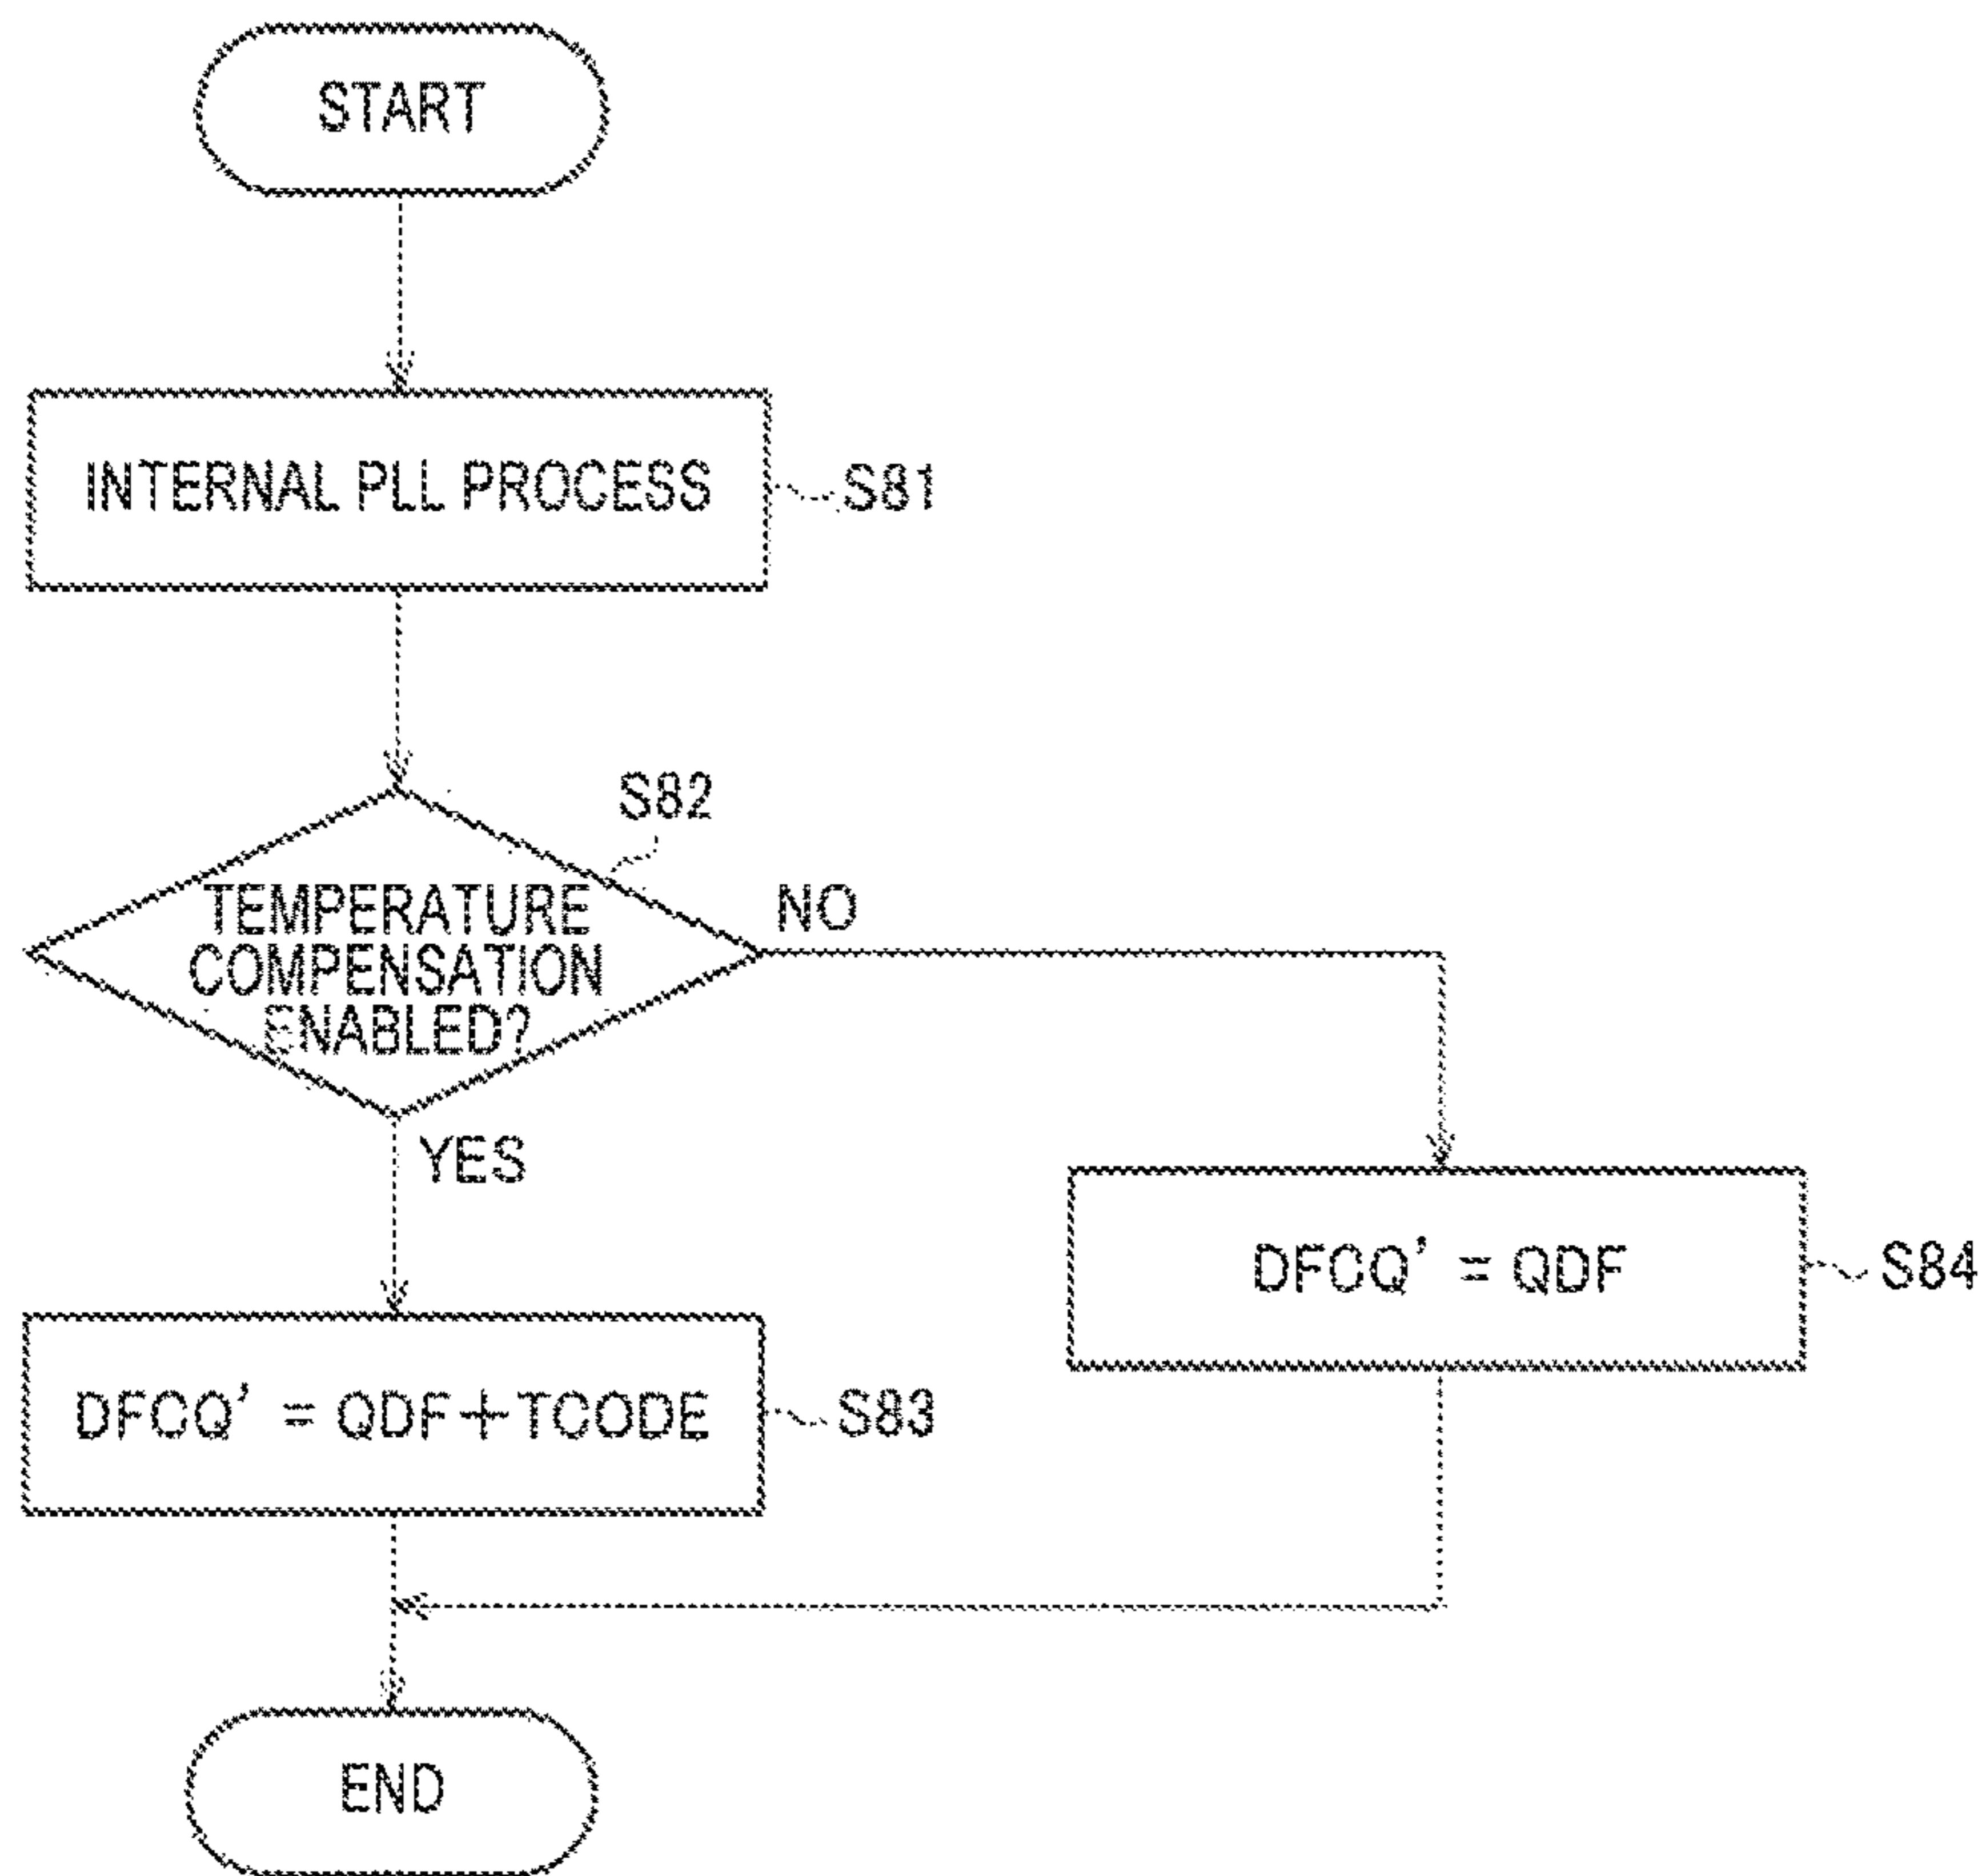 START
INTERNAL PLL PROCESS
S81
S82
TEMPERATURE
COMPENSATION
ENABLED?
NO
YES
DFCQ' = QDF
S84
DFCQ' = QDF+TCODE
S83
END